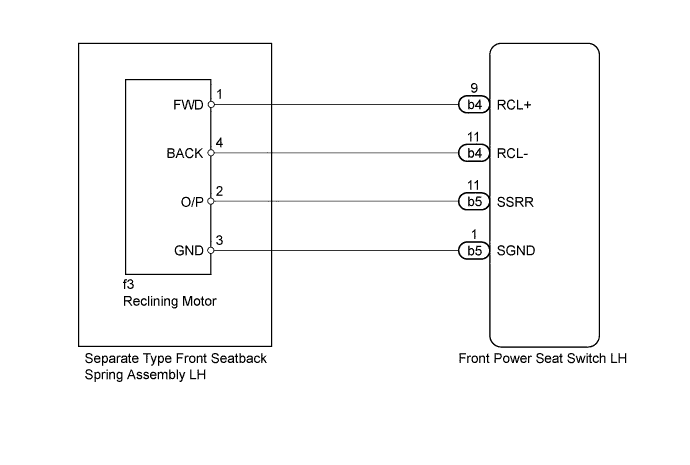 FWD 1 9 b4 RCL+
BACK 4 11 b4 RCL-
O/P 2 11 b5 SSRR
GND 3 1 b5 SGND
f3
Reclining Motor
Separate Type Front Seatback
Spring Assembly LH
Front Power Seat Switch LH